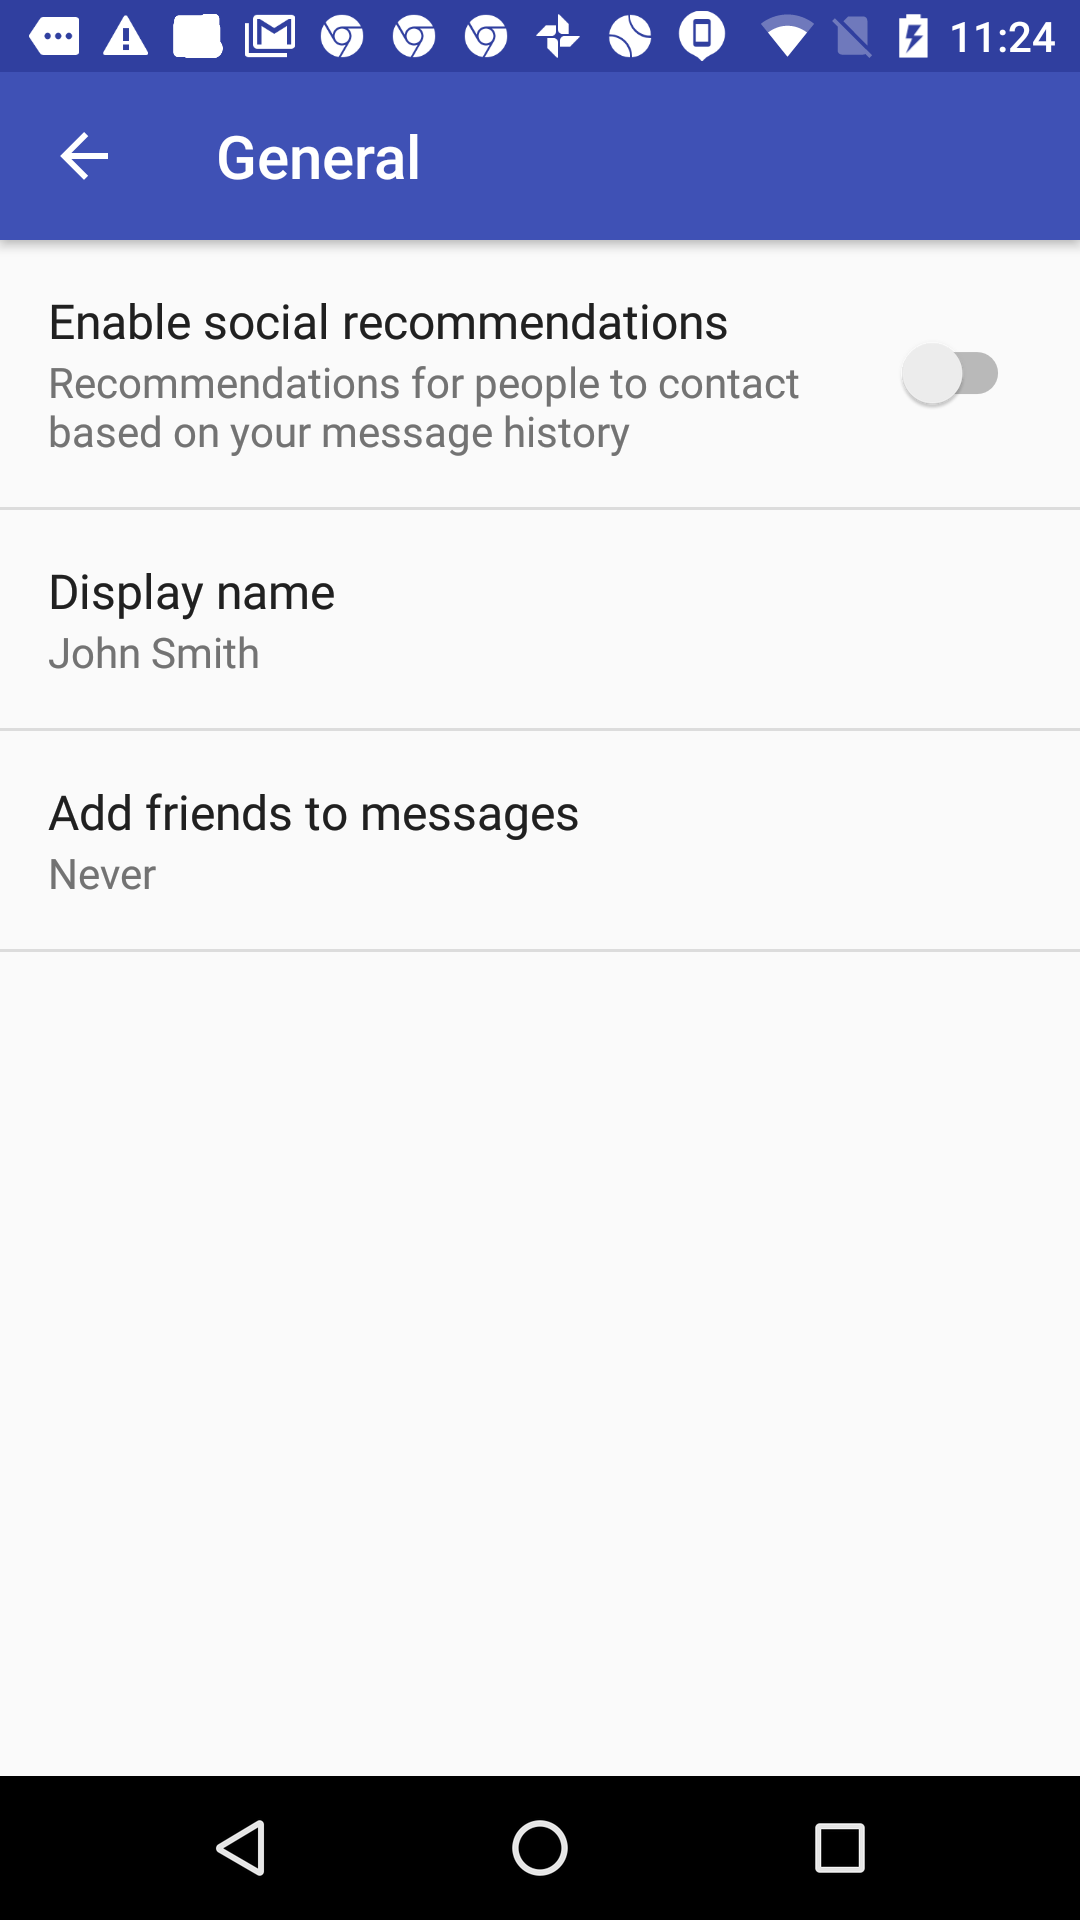 11:24
General
Enable social recommendations
Recommendations for people to contact
based on your message history
Display name
John Smith
Add friends to messages
Never